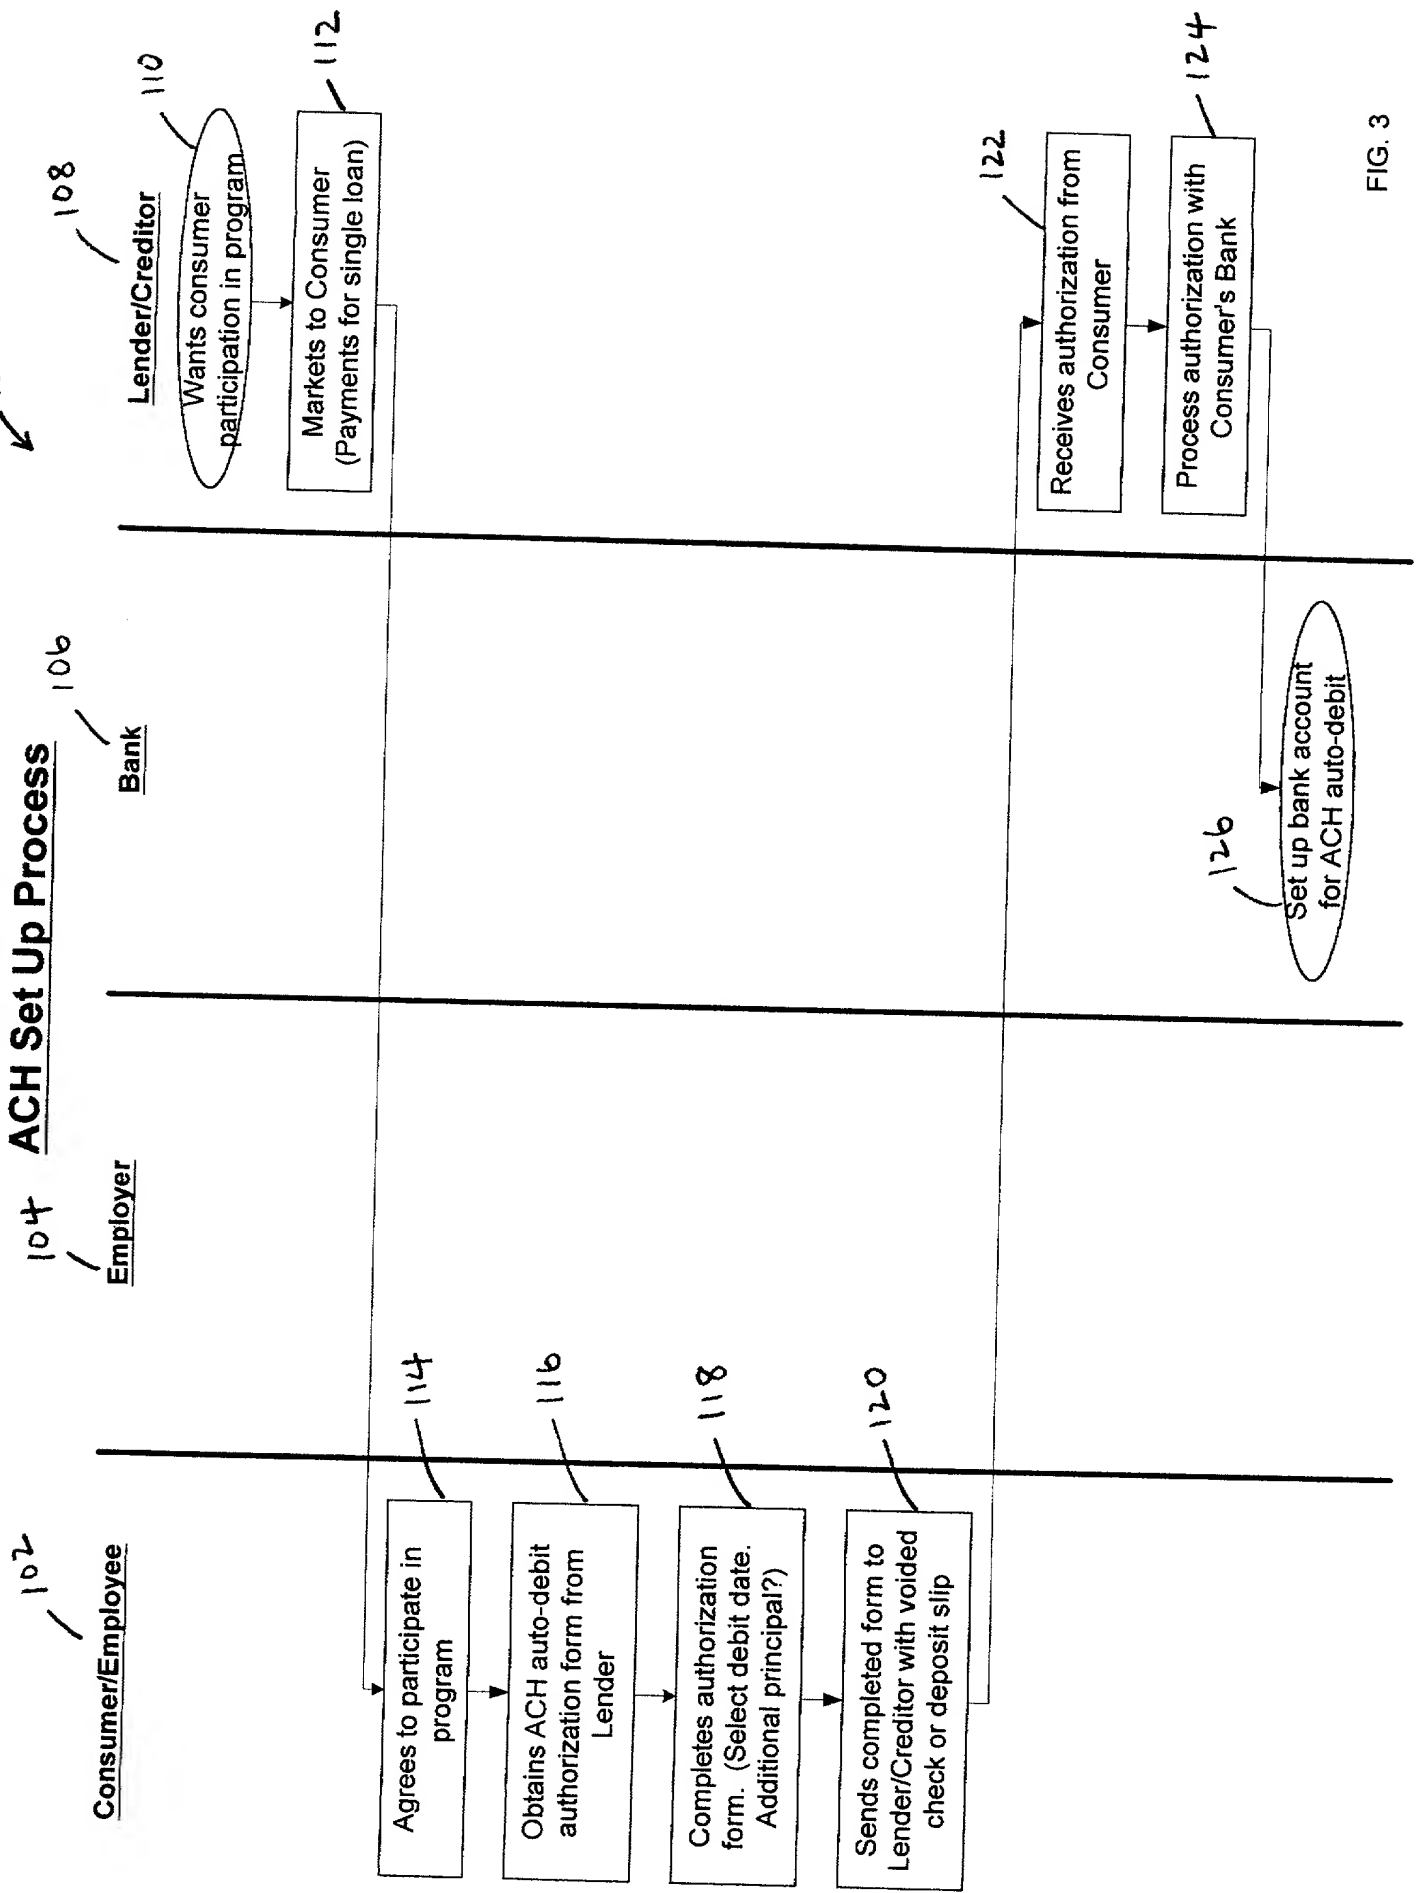 ACH Set Up Process
102
Consumer/Employee
104
Employer
106
Bank
108
Lender/Creditor
110
Wants consumer
participation in program
112
Markets to Consumer
(Payments for single loan)
114
Agrees to participate in
program
116
Obtains ACH auto-debit
authorization form from
Lender
118
Completes authorization
form. (Select debit date.
Additional principal?)
120
Sends completed form to
Lender/Creditor with voided
check or deposit slip
122
Receives authorization from
Consumer
124
Process authorization with
Consumer's Bank
126
Set up bank account
for ACH auto-debit
FIG. 3